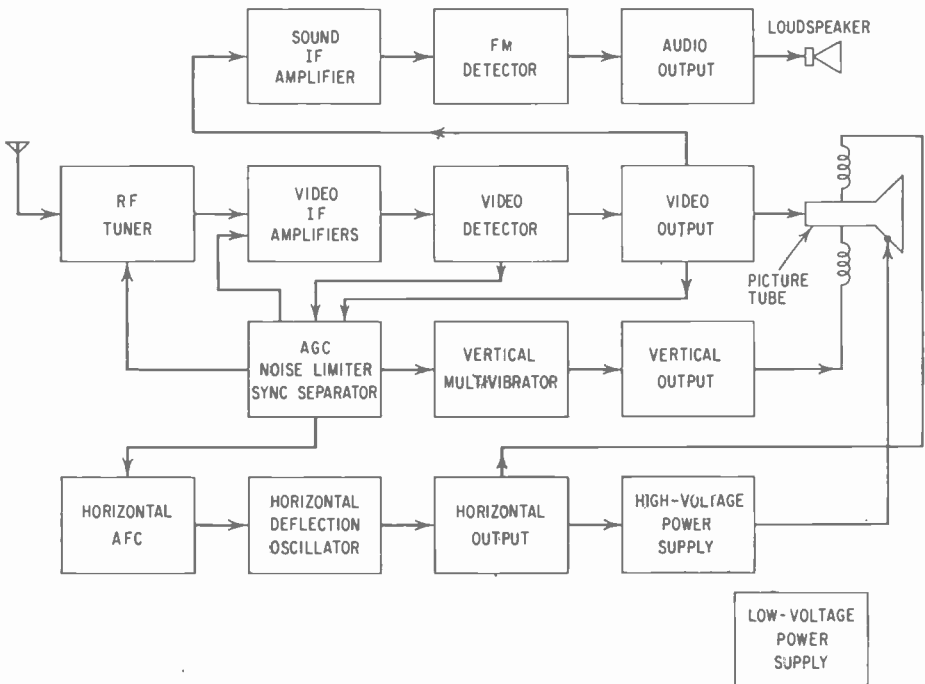 SOUND
IF
AMPLIFIER
FM
DETECTOR
AUDIO
OUTPUT
LOUDSPEAKER
RF
TUNER
VIDEO
IF
AMPLIFIERS
VIDEO
DETECTOR
VIDEO
OUTPUT
PICTURE
TUBE
AGC
NOISE LIMITER
SYNC SEPARATOR
VERTICAL
MULTIVIBRATOR
VERTICAL
OUTPUT
HORIZONTAL
AFC
HORIZONTAL
DEFLECTION
OSCILLATOR
HORIZONTAL
OUTPUT
HIGH-VOLTAGE
POWER
SUPPLY
LOW-VOLTAGE
POWER
SUPPLY